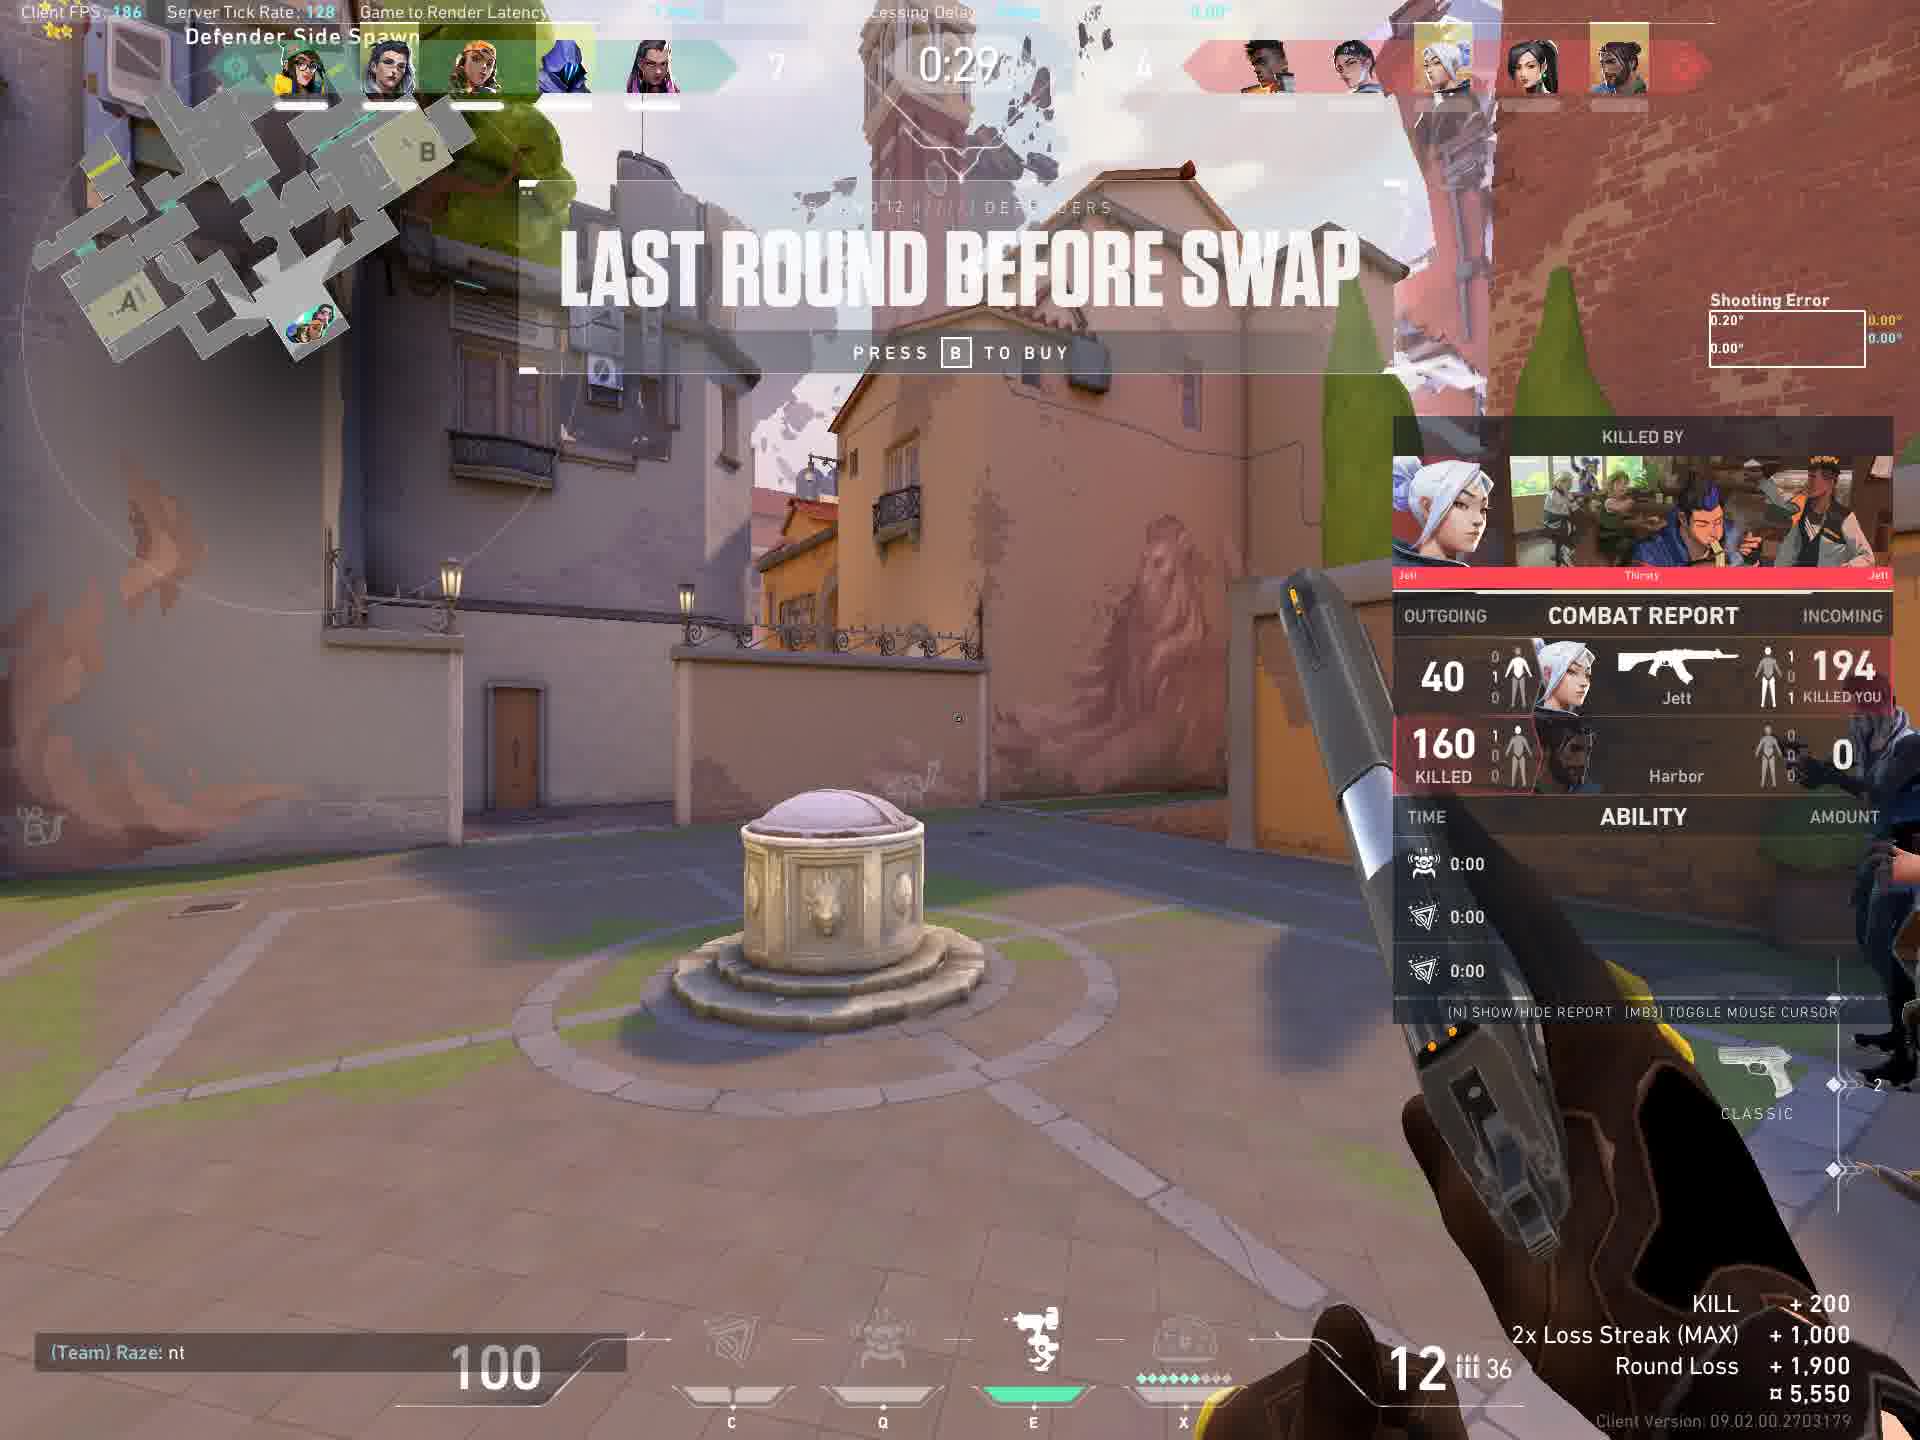 Client FPS: 186 Server Tick Rate: 128 Game to Render Latency
Defender Side Spawn
7 0:29 4
B
A
ROUND 12 DEFENDERS
LAST ROUND BEFORE SWAP
PRESS B TO BUY
Shooting Error
0.20° 0.00°
0.00° 0.00°
KILLED BY
Jett Thirsty Jett
OUTGOING COMBAT REPORT INCOMING
40 0 1 0 Jett 1 0 1 194 KILLED YOU
160 KILLED 1 0 0 Harbor 0 0 0 0
TIME ABILITY AMOUNT
0:00
0:00
0:00
(N) SHOW/HIDE REPORT (MB3) TOGGLE MOUSE CURSOR
2
CLASSIC
(Team) Raze: nt
100
12 36
C Q E X
KILL + 200
2x Loss Streak (MAX) + 1,000
Round Loss + 1,900
¤ 5,550
Client Version: 09.02.00.2703179